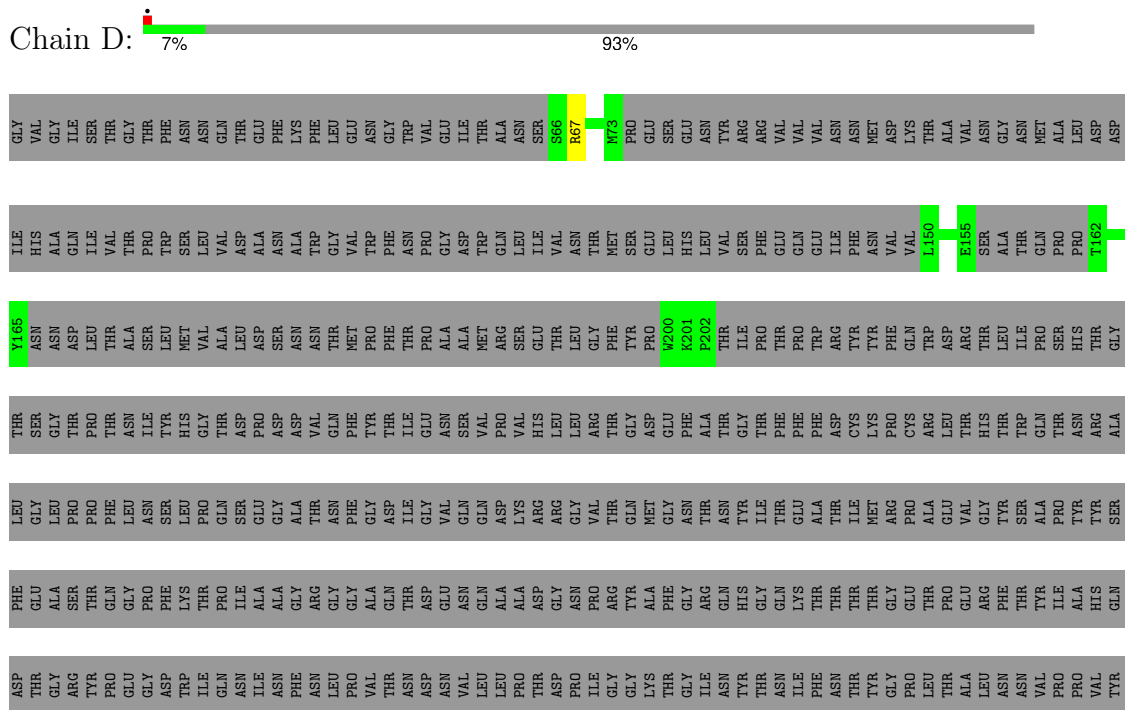 Chain D:
7% 93%
GLY VAL GLY ILE SER THR GLY THR PHE ASN ASN GLN THR GLU PHE LYS PHE LEU GLU ASN GLY TRP VAL GLU ILE THR ALA ASN SER S66 R67 M73 PRO GLU SER GLU ASN TYR ARG ARG VAL VAL VAL ASN ASN MET ASP LYS THR ALA VAL ASN GLY ASN MET ALA LEU ASP ASP
ILE HIS ALA GLN ILE VAL THR PRO TRP SER LEU VAL ASP ALA ASN ALA TRP GLY VAL TRP PHE ASN PRO GLY ASP TRP GLN LEU ILE VAL ASN THR MET SER GLU LEU HIS LEU VAL SER PHE GLU GLN GLU ILE PHE ASN VAL VAL L150 E155 SER ALA THR GLN PRO PRO T162
Y165 ASN ASN ASP LEU THR ALA SER LEU MET VAL ALA LEU ASP SER ASN ASN THR MET PRO PHE THR PRO ALA ALA MET ARG SER GLU THR LEU GLY PHE TYR PRO W200 K201 P202 THR ILE PRO THR PRO TRP ARG TYR TYR PHE GLN TRP ASP ARG THR LEU ILE PRO SER HIS THR GLY
THR SER GLY THR PRO THR ASN ILE TYR HIS GLY THR ASP PRO ASP ASP VAL GLN PHE TYR THR ILE GLU ASN SER VAL PRO VAL HIS LEU LEU ARG THR GLY ASP GLU PHE ALA THR GLY THR PHE PHE PHE ASP CYS LYS PRO CYS ARG LEU THR HIS THR TRP GLN THR ASN ARG ALA
LEU GLY LEU PRO PRO PHE LEU ASN SER LEU PRO GLN SER GLU GLY ALA THR ASN PHE GLY ASP ILE GLY VAL GLN GLN ASP LYS ARG ARG GLY VAL THR GLN MET GLY ASN THR ASN TYR ILE THR GLU ALA THR ILE MET ARG PRO ALA GLU VAL GLY TYR SER ALA PRO TYR TYR SER
PHE GLU ALA SER THR GLN GLY PRO PHE LYS THR PRO ILE ALA ALA GLY ARG GLY GLY ALA GLN THR ASP GLU ASN GLN ALA ALA ASP GLY ASN PRO ARG TYR ALA PHE GLY ARG GLN HIS GLY GLN LYS THR THR THR THR GLY GLU THR PRO GLU ARG PHE THR TYR ILE ALA HIS GLN
ASP THR GLY ARG TYR PRO GLU GLY ASP TRP ILE GLN ASN ILE ASN PHE ASN LEU PRO VAL THR ASN ASP ASN VAL LEU LEU PRO THR ASP PRO ILE GLY GLY LYS THR GLY ILE ASN TYR THR ASN ILE PHE ASN THR TYR GLY PRO LEU THR ALA LEU ASN ASN VAL PRO PRO VAL TYR